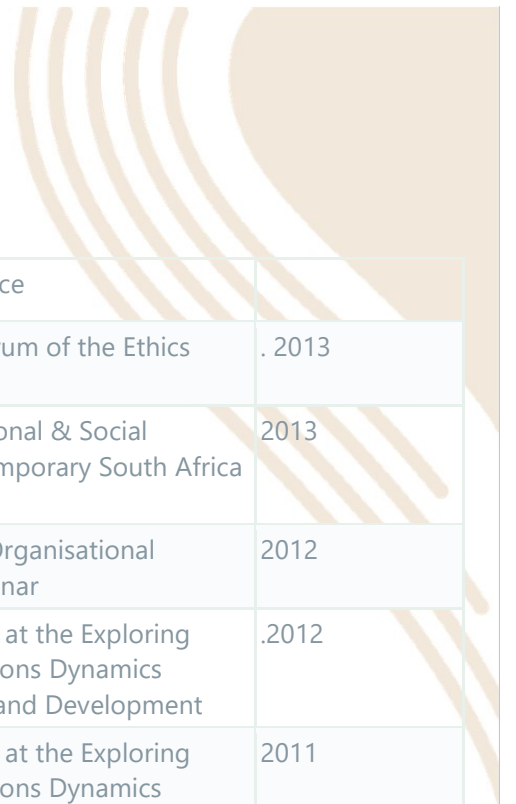 ce
rum of the Ethics
. 2013
onal & Social
mporary South Africa
2013
Organisational
nar
2012
at the Exploring
ons Dynamics
and Development
.2012
at the Exploring
ons Dynamics
2011